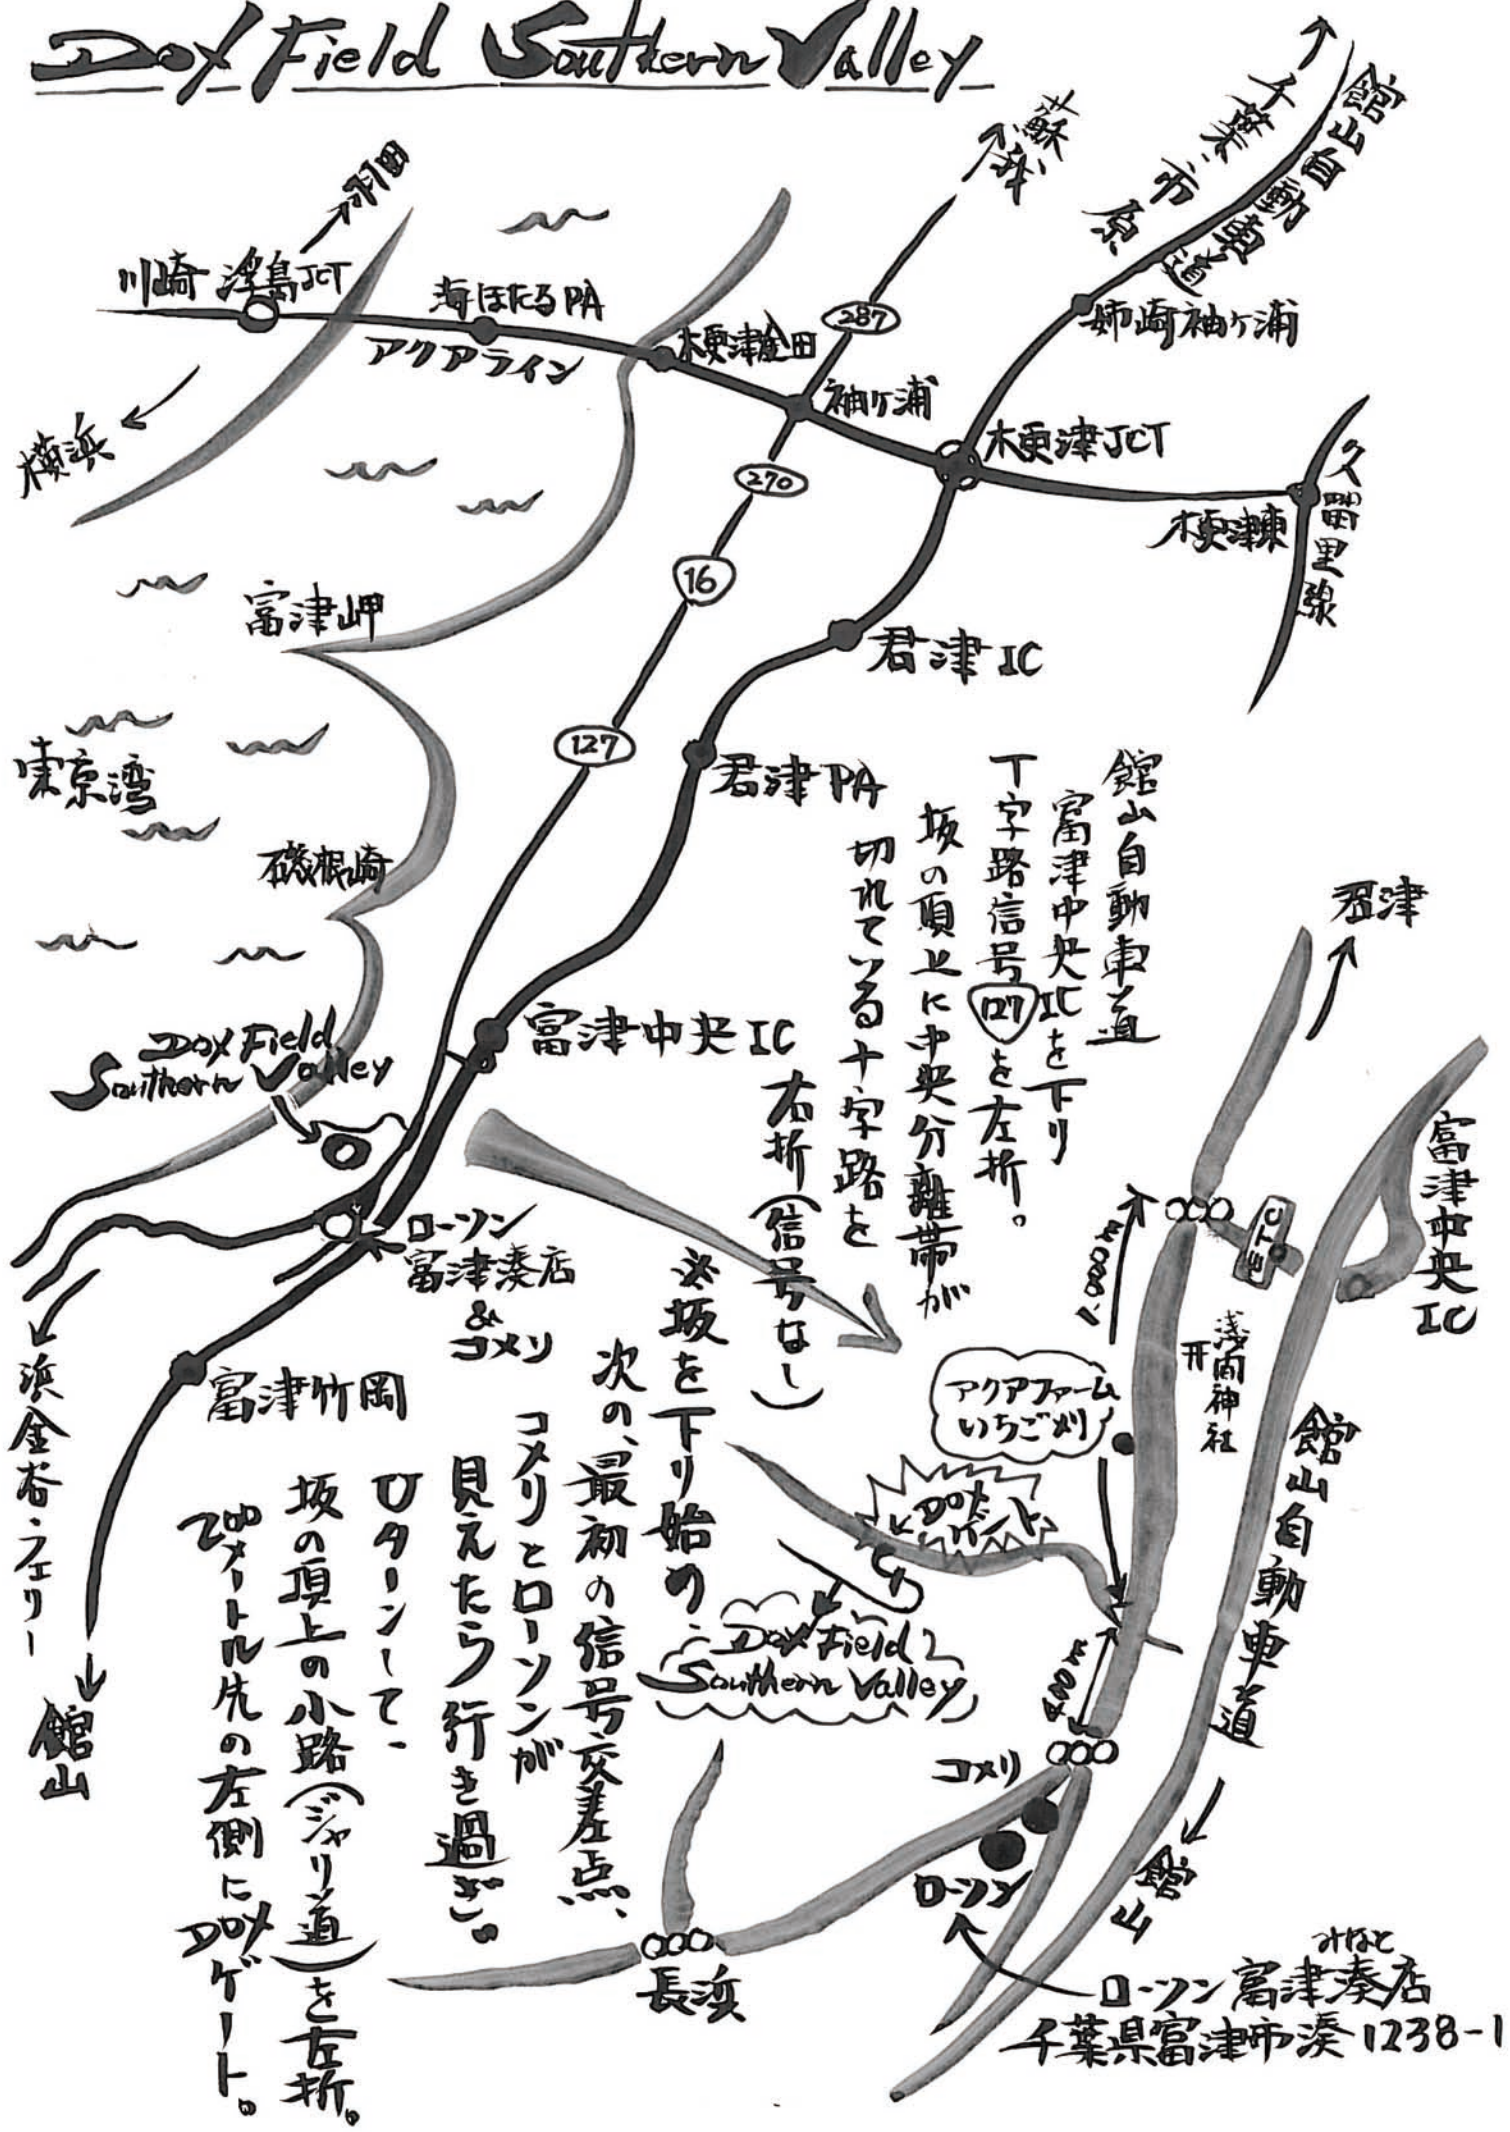 Dox Field Southern Valley
羽田
川崎 浮島JCT
海ほたるPA
アクアライン
横浜
木更津金田
袖ヶ浦
287
蘇我
千葉
市原
館山自動車道
姉崎袖ヶ浦
木更津JCT
木更津東
久留里線
270
16
富津岬
君津IC
127
君津PA
東京湾
磯根崎
富津中央IC
Dox Field
Southern Valley
ローソン
富津湊店
&
コメリ
富津竹岡
浜金谷・フェリー
館山
館山自動車道
富津中央ICを下り
T字路信号127を左折。
坂の頂上に中央分離帯が
切れている十字路を
右折(信号なし)
※坂を下り始め、
次の、最初の信号交差点、
コメリとローソンが
見えたら行き過ぎ。
Uターンして、
坂の頂上の小路(ジャリ道)を左折。
200メートル先の左側に
DOXゲート。
君津
富津中央IC
ETC
1.000m
浅間神社
アクアファーム
いちご刈
DOX
ゲート
Dox Field
Southern Valley
400m
館山自動車道
コメリ
ローソン
館山
長浜
みなと
ローソン富津湊店
千葉県富津市湊1238-1